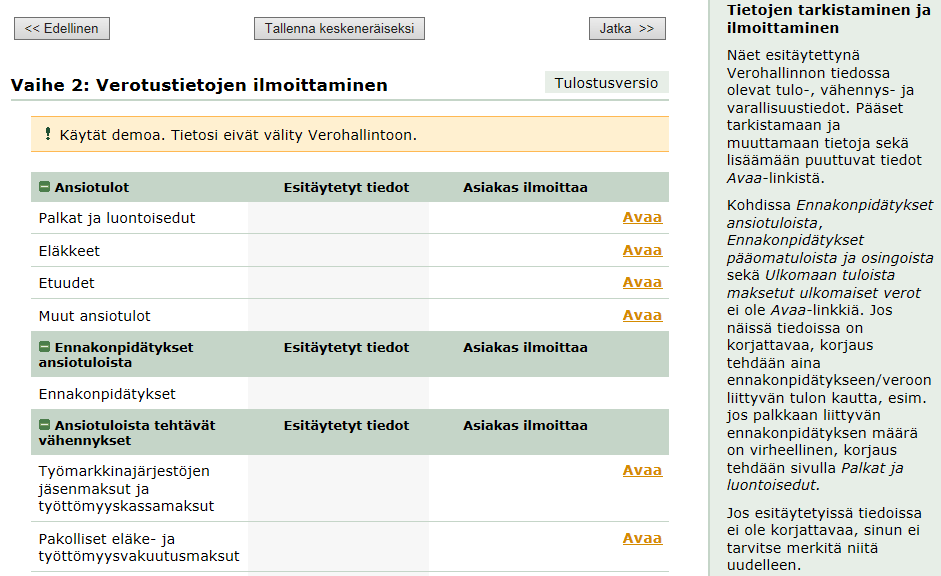 << Edellinen
Tallenna keskeneräiseksi
Jatka >>
Vaihe 2: Verotustietojen ilmoittaminen
Tulostusversio
! Käytät demoa. Tietosi eivät välity Verohallintoon.
Ansiotulot Esitäytetyt tiedot Asiakas ilmoittaa
Palkat ja luontoisedut Avaa
Eläkkeet Avaa
Etuudet Avaa
Muut ansiotulot Avaa
Ennakonpidätykset Esitäytetyt tiedot Asiakas ilmoittaa
ansiotuloista
Ennakonpidätykset
Ansiotuloista tehtävät Esitäytetyt tiedot Asiakas ilmoittaa
vähennykset
Työmarkkinajärjestöjen Avaa
jäsenmaksut ja
työttömyyskassamaksut
Pakolliset eläke- ja Avaa
työttömyysvakuutusmaksut
Tietojen tarkistaminen ja
ilmoittaminen
Näet esitäytettynä
Verohallinnon tiedossa
olevat tulo-, vähennys- ja
varallisuustiedot. Pääset
tarkistamaan ja
muuttamaan tietoja sekä
lisäämään puuttuvat tiedot
Avaa-linkistä.
Kohdissa Ennakonpidätykset
ansiotuloista,
Ennakonpidätykset
pääomatuloista ja osingoista
sekä Ulkomaan tuloista
maksetut ulkomaiset verot
ei ole Avaa-linkkiä. Jos
näissä tiedoissa on
korjattavaa, korjaus
tehdään aina
ennakonpidätykseen/veroon
liittyvän tulon kautta, esim.
jos palkkaan liittyvän
ennakonpidätyksen määrä
on virheellinen, korjaus
tehdään sivulla Palkat ja
luontoisedut.
Jos esitäytetyissä tiedoissa
ei ole korjattavaa, sinun ei
tarvitse merkitä niitä
uudelleen.